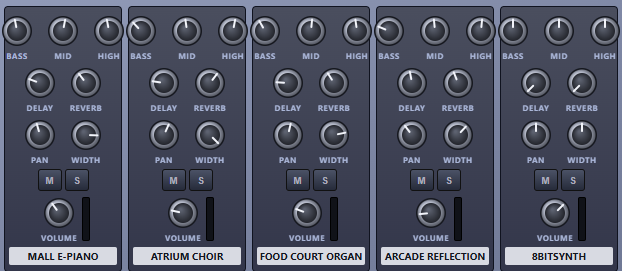 BASS MID HIGH BASS MID HIGH BASS MID HIGH BASS MID HIGH BASS MID HIGH
DELAY REVERB DELAY REVERB DELAY REVERB DELAY REVERB DELAY REVERB
PAN WIDTH PAN WIDTH PAN WIDTH PAN WIDTH PAN WIDTH
M S M S M S M S M S
VOLUME VOLUME VOLUME VOLUME VOLUME
MALL E-PIANO ATRIUM CHOIR FOOD COURT ORGAN ARCADE REFLECTION 8BITSYNTH